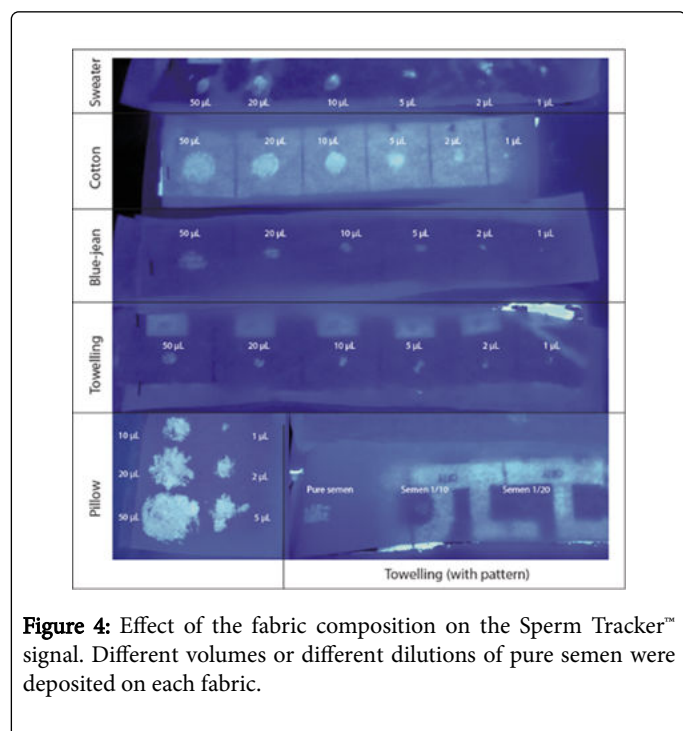 Sweater
50 µL 20 µL 10 µL 5 µL 2 µL 1 µL
Cotton
50 µL 20 µL 10 µL 5 µL 2 µL 1 µL
Blue-jean
50 µL 20 µL 10 µL 5 µL 2 µL 1 µL
Towelling
50 µL 20 µL 10 µL 5 µL 2 µL 1 µL
Pillow
10 µL 1 µL
20 µL 2 µL
50 µL 5 µL
Pure semen Semen 1/10 Semen 1/20
Towelling (with pattern)
Figure 4: Effect of the fabric composition on the Sperm Tracker™
signal. Different volumes or different dilutions of pure semen were
deposited on each fabric.